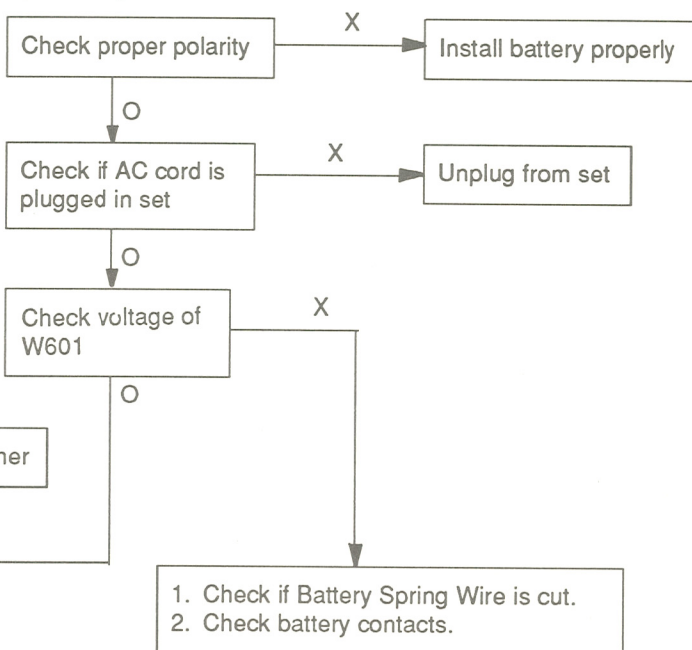 Check proper polarity
X
Install battery properly
O
Check if AC cord is
plugged in set
X
Unplug from set
O
Check voltage of
W601
X
O
1. Check if Battery Spring Wire is cut.
2. Check battery contacts.